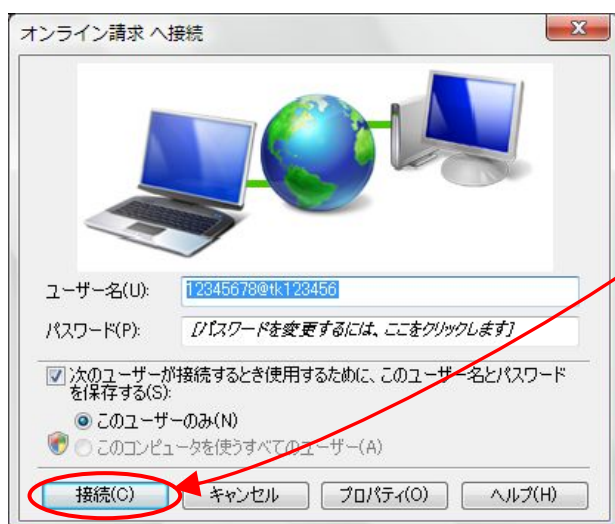 オンライン請求 へ接続
ユーザー名(U):
12345678@tk123456
パスワード(P):
[パスワードを変更するには、ここをクリックします]
次のユーザーが接続するとき使用するために、このユーザー名とパスワード
を保存する(S):
このユーザーのみ(N)
このコンピュータを使うすべてのユーザー(A)
接続(C)
キャンセル
プロパティ(O)
ヘルプ(H)